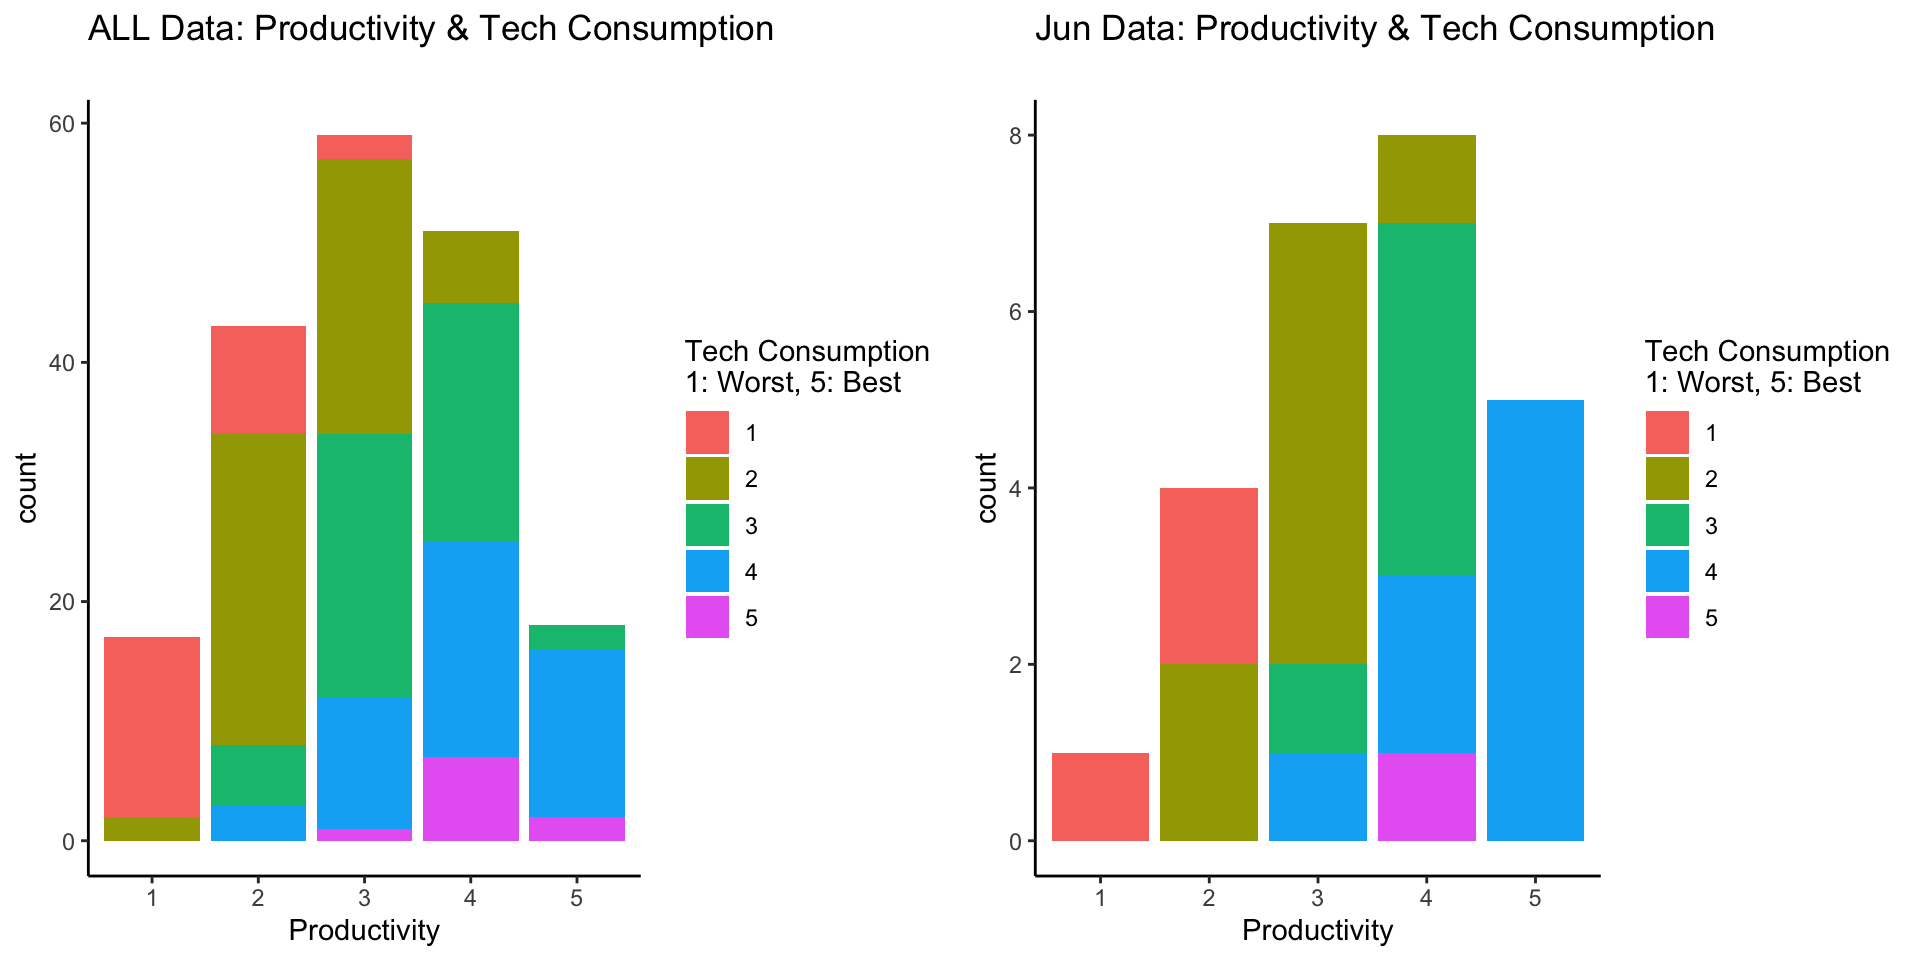 ALL Data: Productivity & Tech Consumption
60
40
20
0
count
1 2 3 4 5
Productivity
Tech Consumption
1: Worst, 5: Best
1
2
3
4
5
Jun Data: Productivity & Tech Consumption
8
6
4
2
0
count
1 2 3 4 5
Productivity
Tech Consumption
1: Worst, 5: Best
1
2
3
4
5